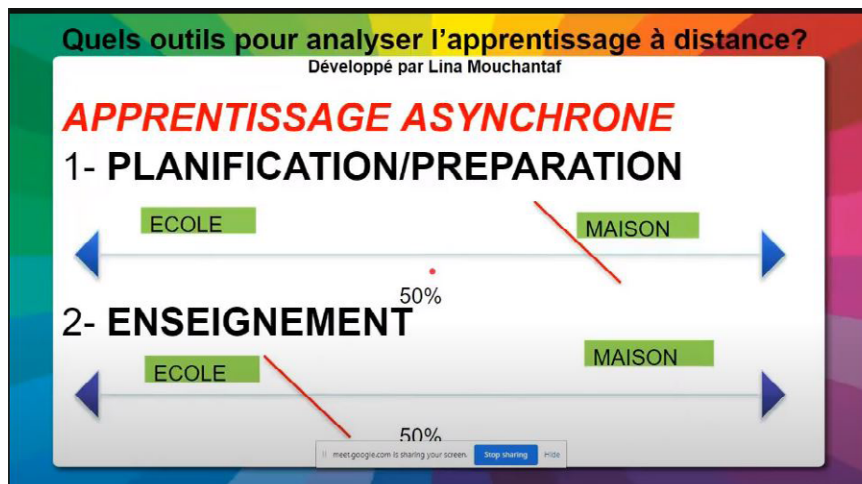 Quels outils pour analyser l'apprentissage à distance?
Développé par Lina Mouchantaf
APPRENTISSAGE ASYNCHRONE
1- PLANIFICATION/PREPARATION
ECOLE
MAISON
50%
2- ENSEIGNEMENT
ECOLE
MAISON
50%
meet.google.com is sharing your screen. Stop sharing Hide